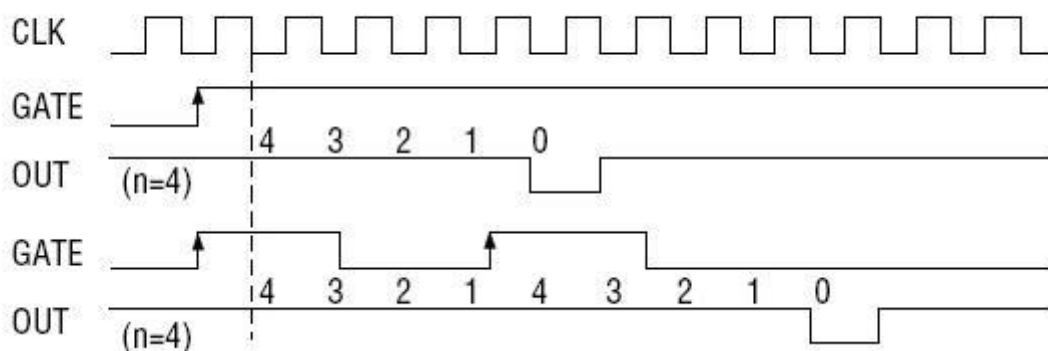 CLK
GATE
4 3 2 1 0
OUT (n=4)
GATE
4 3 2 1 4 3 2 1 0
OUT (n=4)